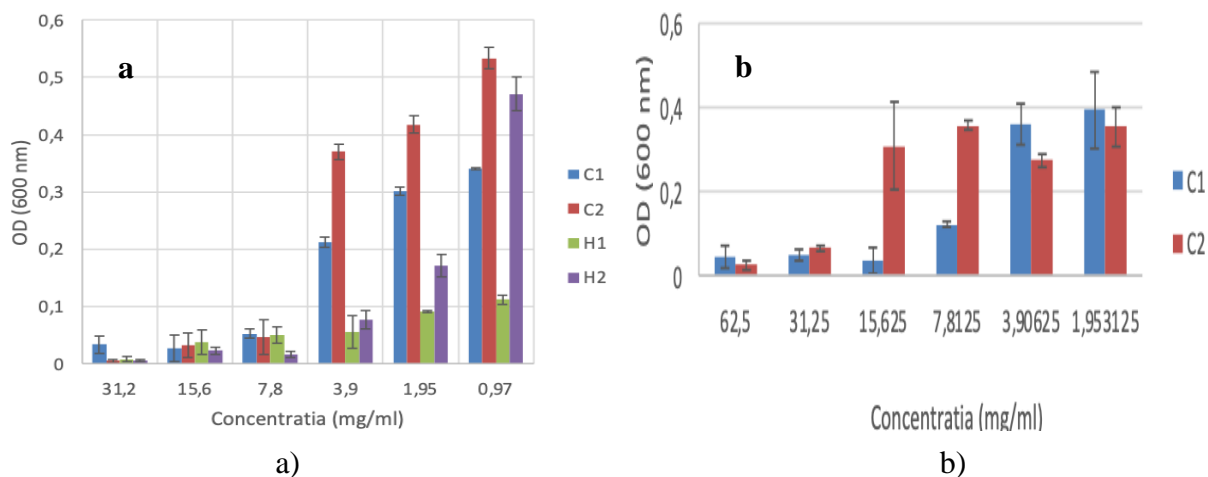 a
OD (600 nm)
0,6
0,5
0,4
0,3
0,2
0,1
0
31,2 15,6 7,8 3,9 1,95 0,97
Concentratia (mg/ml)
C1
C2
H1
H2
a)
b
OD (600 nm)
0,6
0,4
0,2
0
62,5 31,25 15,625 7,8125 3,90625 1,953125
Concentratia (mg/ml)
C1
C2
b)